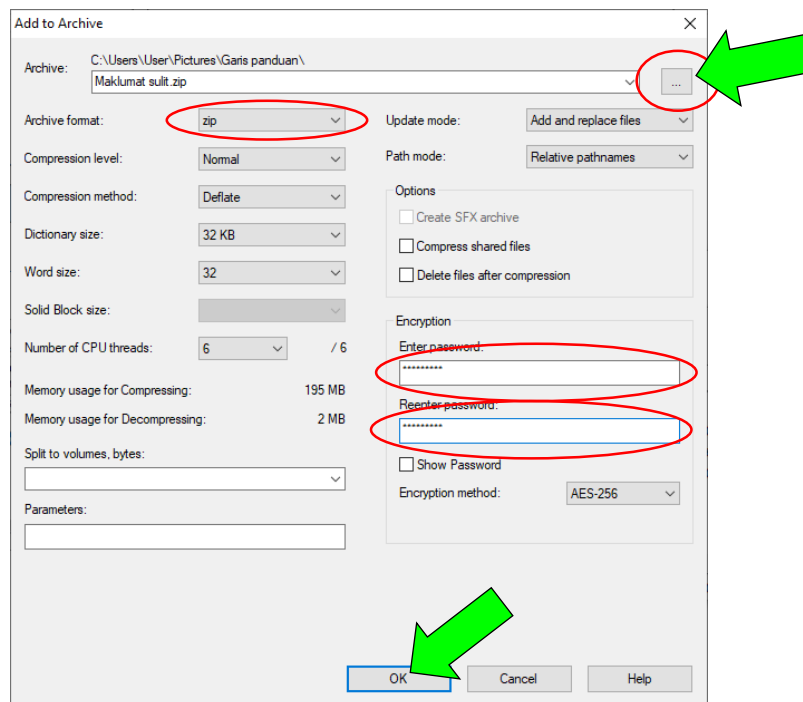 Add to Archive
Archive:
C:\Users\User\Pictures\Garis panduan\
Maklumat sulit.zip
...
Archive format:
zip
Compression level:
Normal
Compression method:
Deflate
Dictionary size:
32 KB
Word size:
32
Solid Block size:
Number of CPU threads:
6
/ 6
Memory usage for Compressing:
195 MB
Memory usage for Decompressing:
2 MB
Split to volumes, bytes:
Parameters:
Update mode:
Add and replace files
Path mode:
Relative pathnames
Options
Create SFX archive
Compress shared files
Delete files after compression
Encryption
Enter password:
*********
Reenter password:
*********
Show Password
Encryption method:
AES-256
OK
Cancel
Help